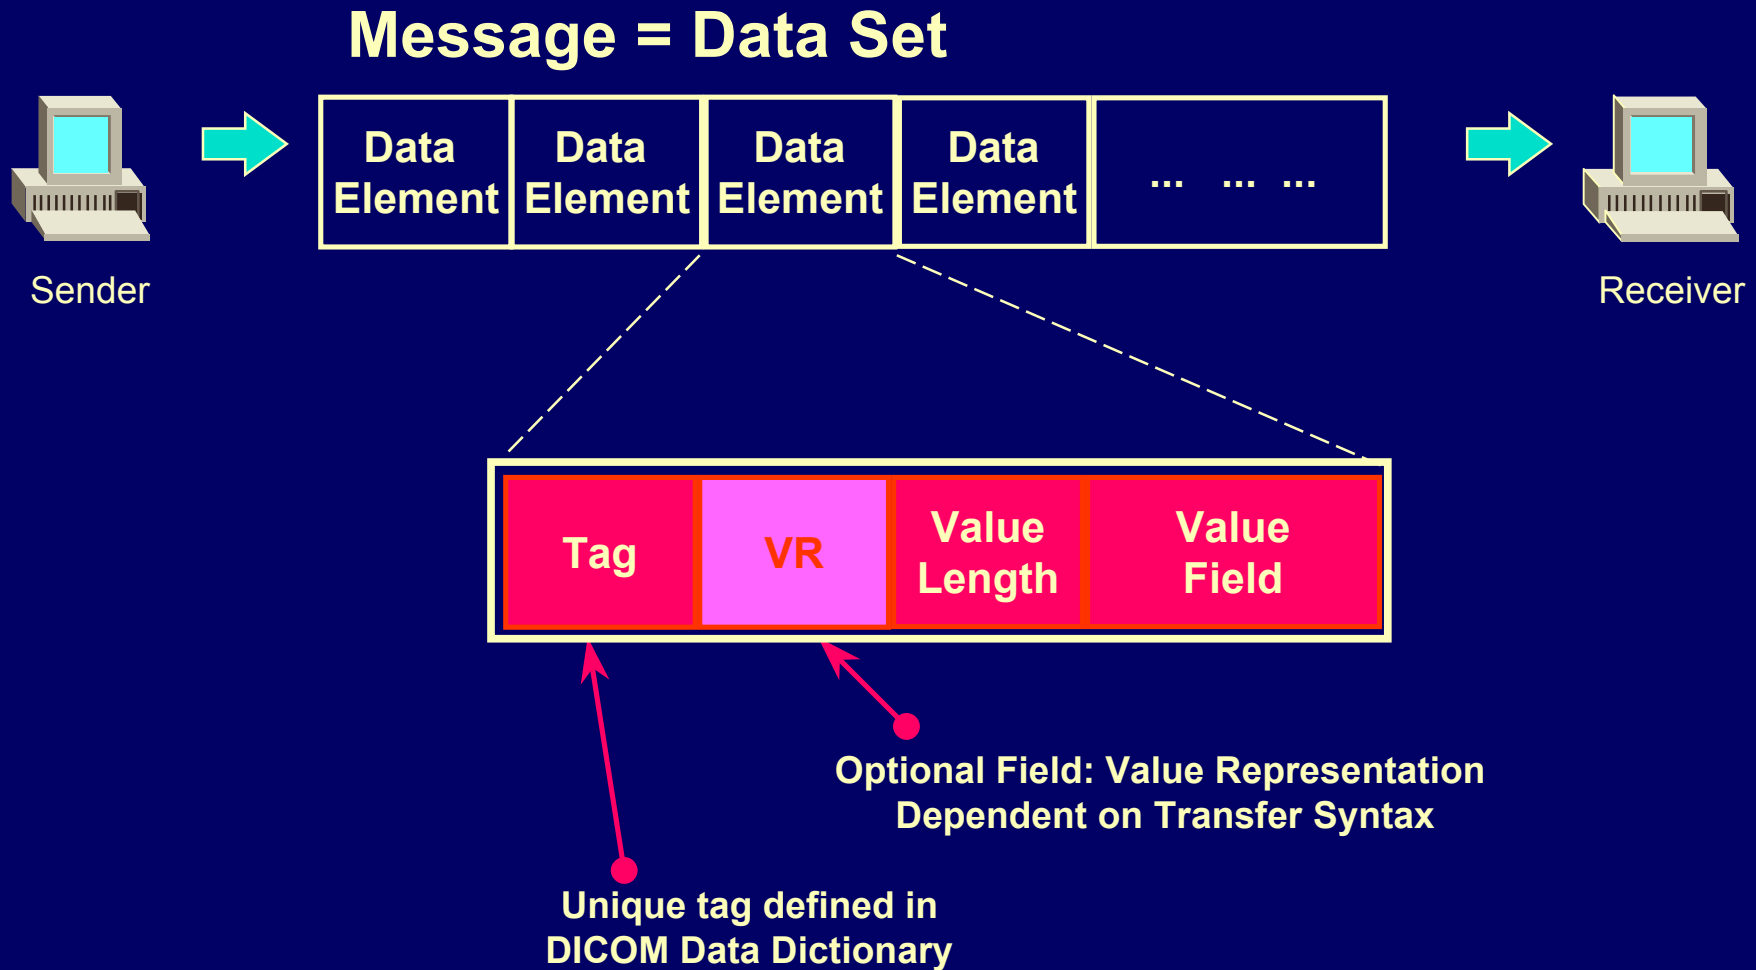 Message = Data Set
Data
Element
Data
Element
Data
Element
Data
Element
... ... ...
Sender
Receiver
Tag
VR
Value
Length
Value
Field
Optional Field: Value Representation
Dependent on Transfer Syntax
Unique tag defined in
DICOM Data Dictionary